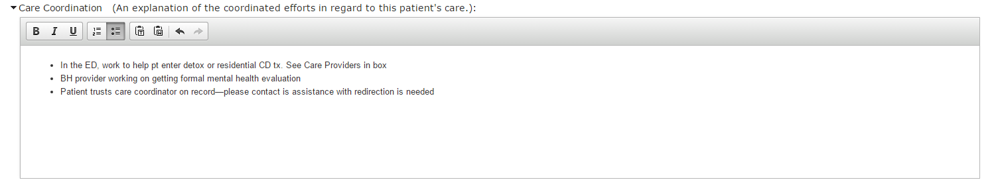 Care Coordination (An explanation of the coordinated efforts in regard to this patient's care.):
B I U
• In the ED, work to help pt enter detox or residential CD tx. See Care Providers in box
• BH provider working on getting formal mental health evaluation
• Patient trusts care coordinator on record—please contact is assistance with redirection is needed